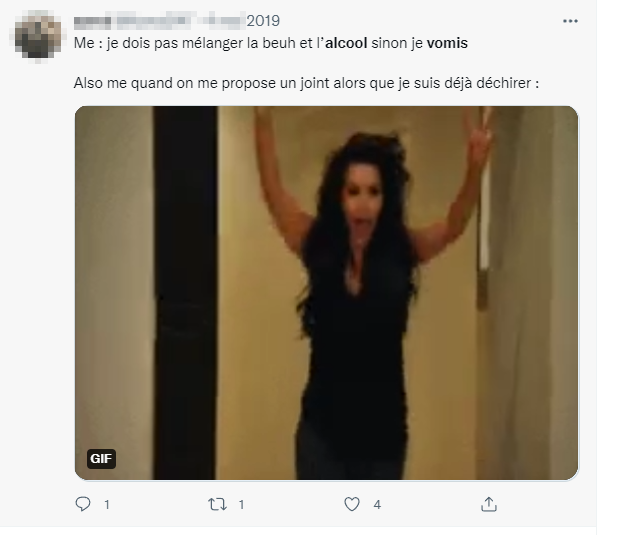 2019
Me : je dois pas mélanger la beuh et l'alcool sinon je vomis
Also me quand on me propose un joint alors que je suis déjà déchirer :
GIF
1 1 4